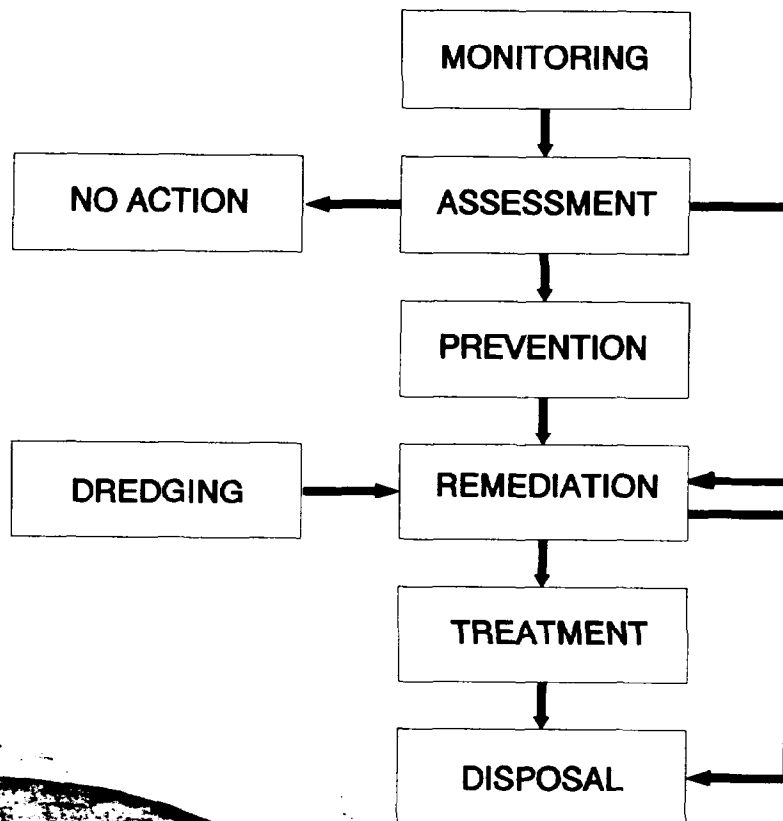 MONITORING
NO ACTION
ASSESSMENT
PREVENTION
DREDGING
REMEDIATION
TREATMENT
DISPOSAL